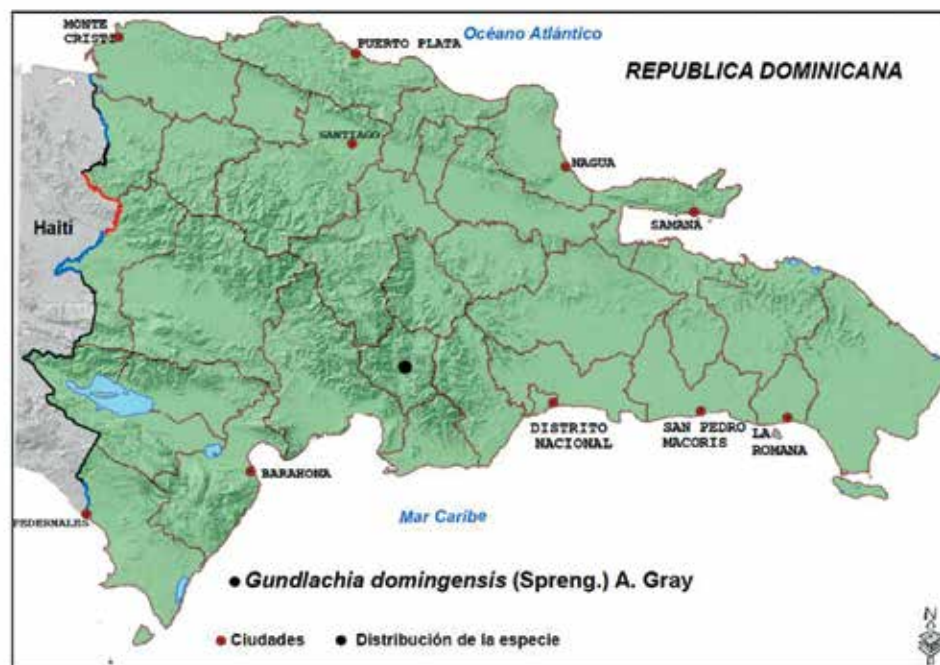 MONTE
CRISTI
Océano Atlántico
PUERTO PLATA
REPUBLICA DOMINICANA
SANTIAGO
NAGUA
Haití
SAMANÁ
DISTRITO
NACIONAL
SAN PEDRO
MACORIS
LA
ROMANA
BARAHONA
PEDERNALES
Mar Caribe
Gundlachia domingensis (Spreng.) A. Gray
Ciudades
Distribución de la especie
N